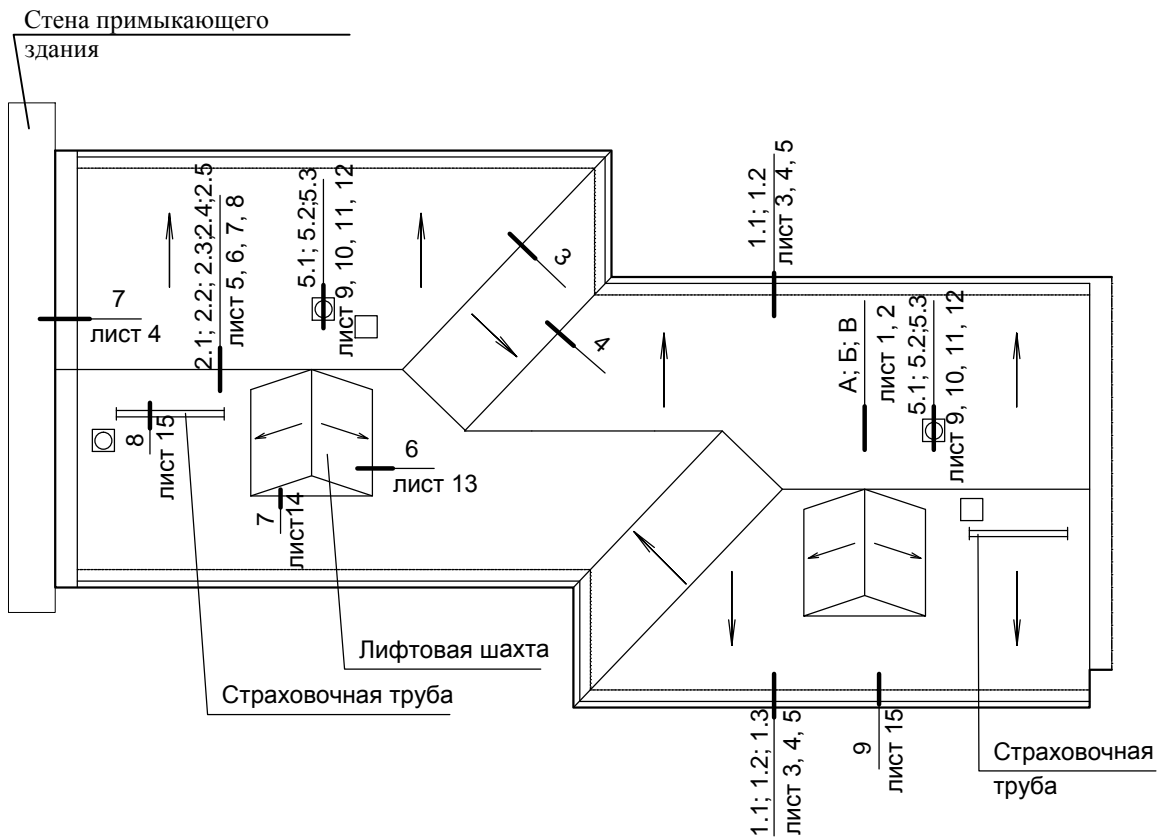 Стена примыкающего
здания
7
лист 4
2.1; 2.2; 2.3;2.4;2.5
лист 5, 6, 7, 8
5.1; 5.2;5.3
лист 9, 10, 11, 12
3
4
1.1; 1.2
лист 3, 4, 5
А; Б; В
лист 1, 2
5.1; 5.2;5.3
лист 9, 10, 11, 12
8
лист 15
6
лист 13
7
лист14
Лифтовая шахта
Страховочная труба
1.1; 1.2; 1.3
лист 3, 4, 5
9
лист 15
Страховочная
труба